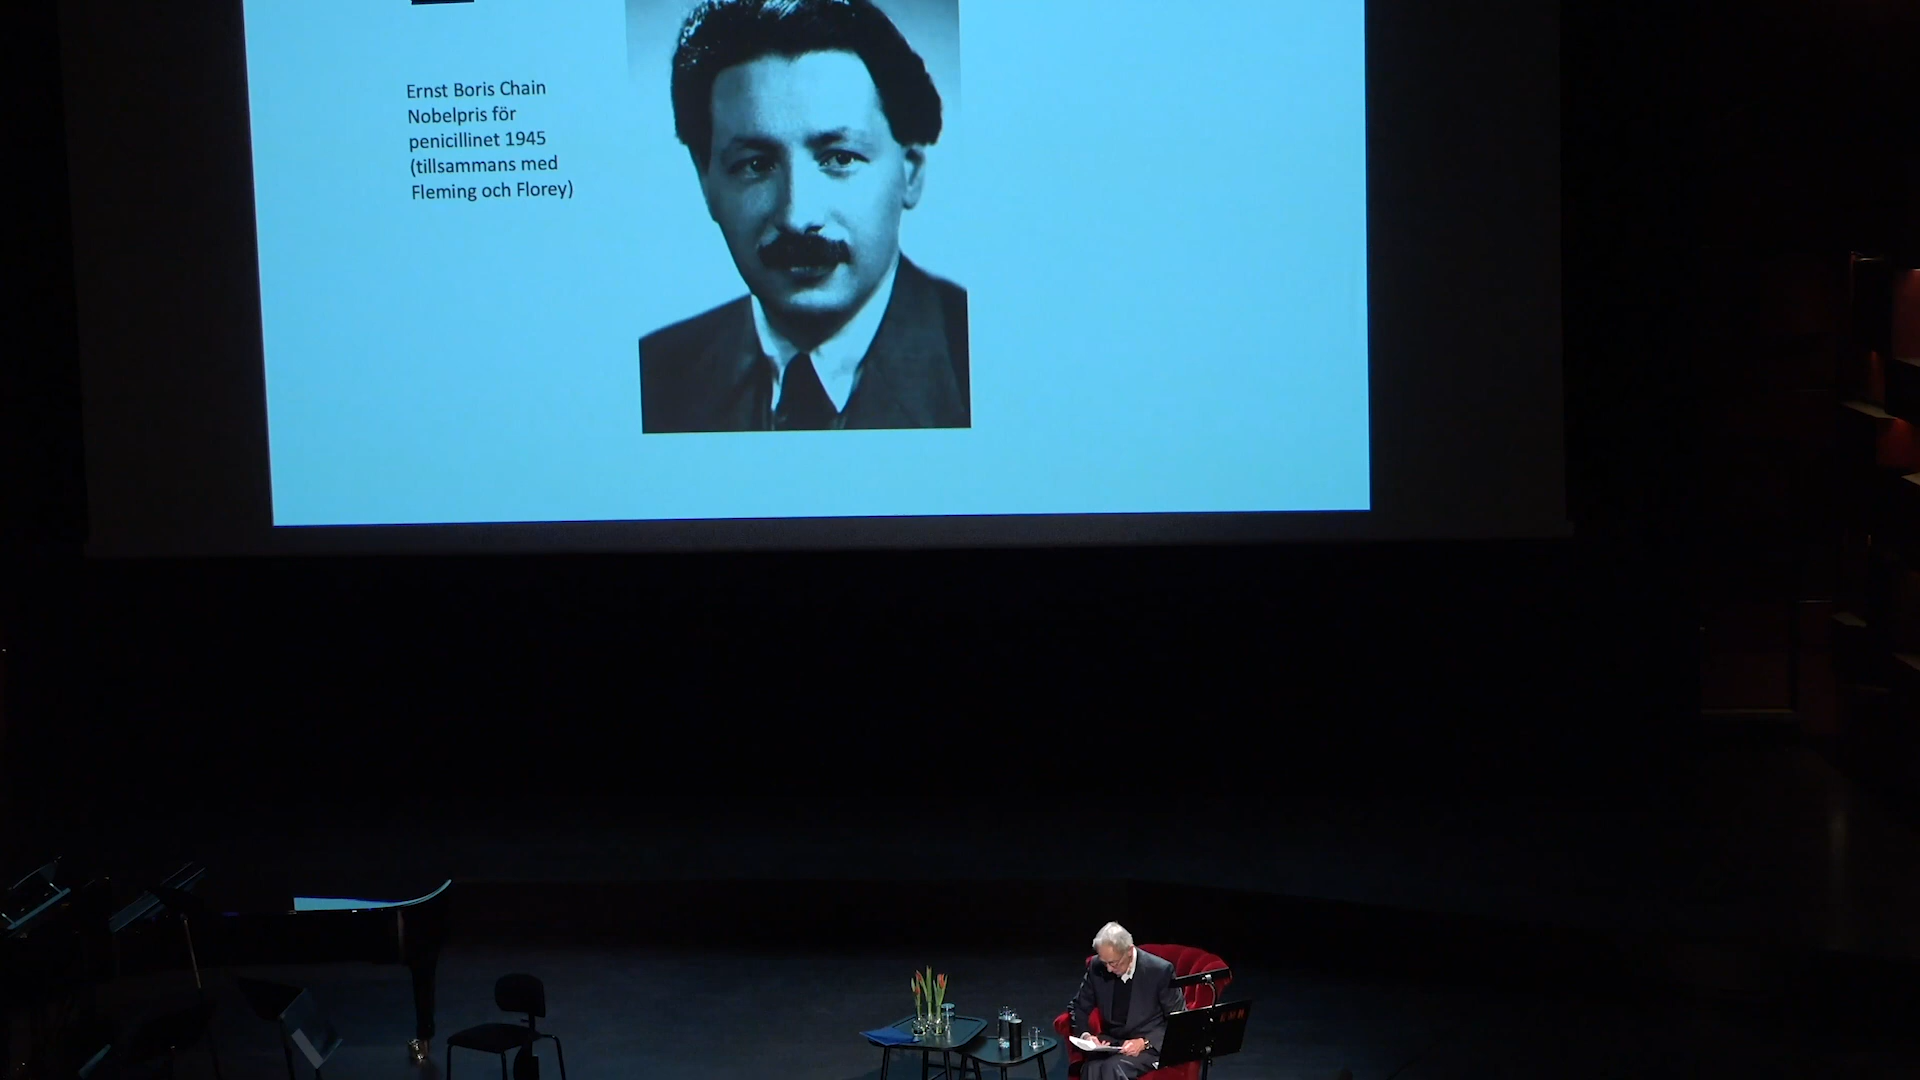 Ernst Boris Chain
Nobelpris för
penicillinet 1945
(tillsammans med
Fleming och Florey)